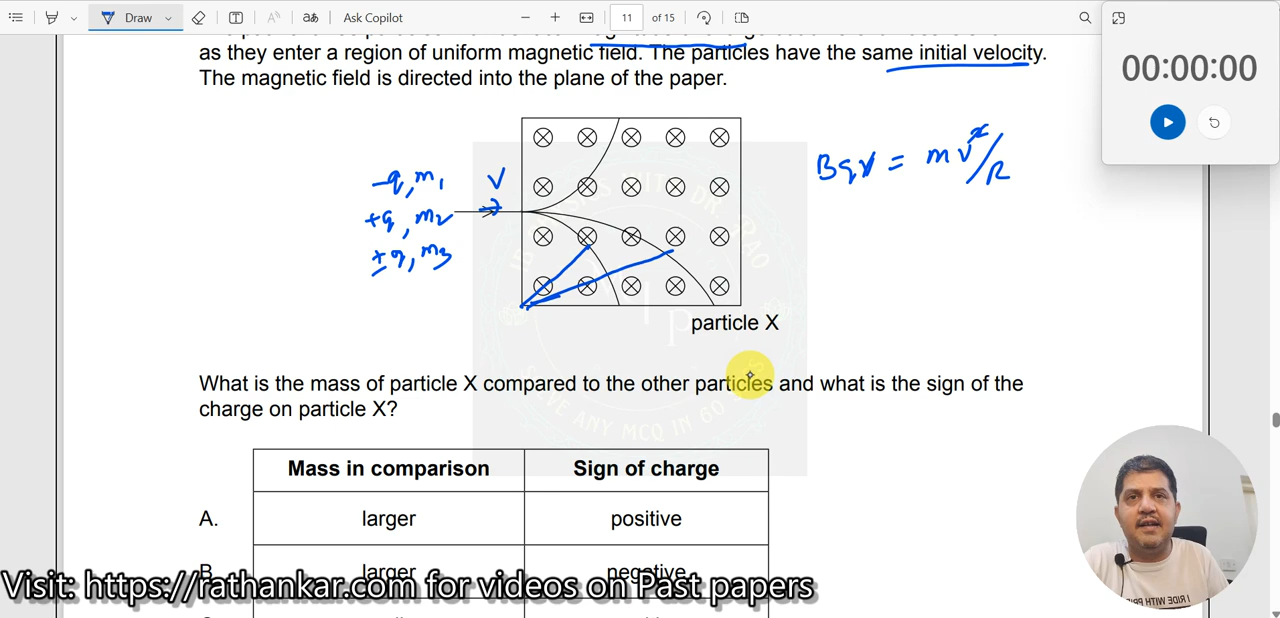 Draw
Ask Copilot
11 of 15
00:00:00
as they enter a region of uniform magnetic field. The particles have the same initial velocity.
The magnetic field is directed into the plane of the paper.
-q, m1
+q, m2
+q, m3
V
Bqv = mv²/R
particle X
What is the mass of particle X compared to the other particles and what is the sign of the
charge on particle X?
Mass in comparison Sign of charge
A. larger positive
B. larger negative
Visit: https://rathankar.com for videos on Past papers